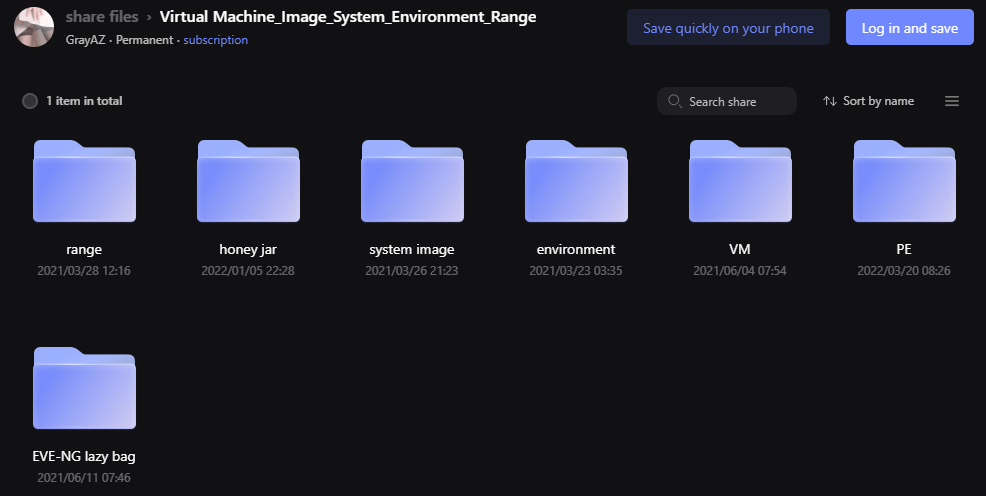 share files › Virtual Machine_Image_System_Environment_Range
GrayAZ · Permanent · subscription
Save quickly on your phone
Log in and save
1 item in total
Search share
Sort by name
range
honey jar
system image
environment
VM
PE
2021/03/28 12:16
2022/01/05 22:28
2021/03/26 21:23
2021/03/23 03:35
2021/06/04 07:54
2022/03/20 08:26
EVE-NG lazy bag
2021/06/11 07:46